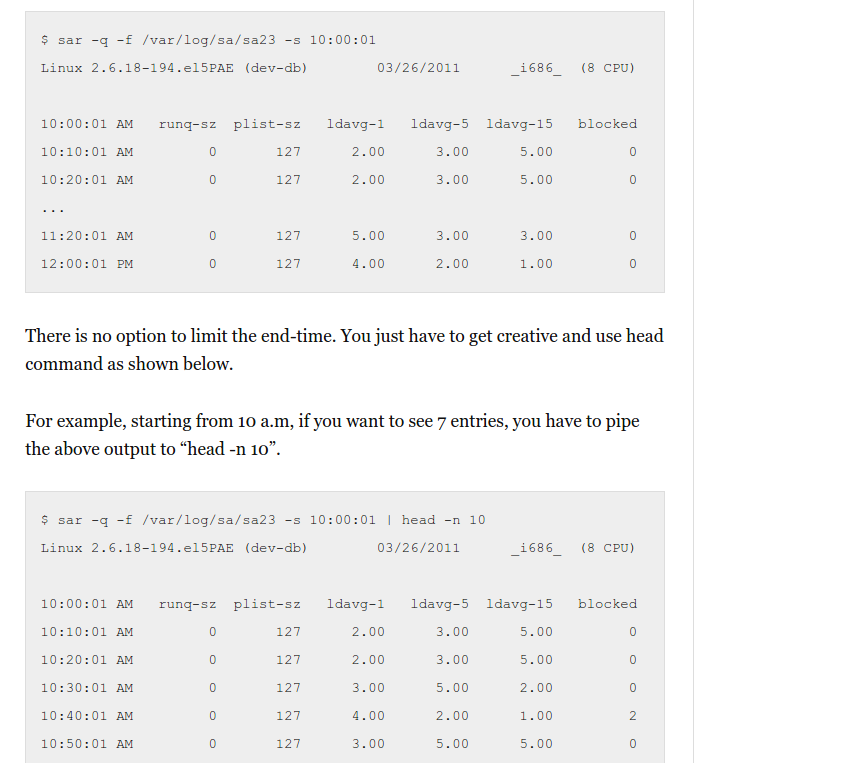 $ sar -q -f /var/log/sa/sa23 -s 10:00:01
Linux 2.6.18-194.el5PAE (dev-db)        03/26/2011      _i686_  (8 CPU)
10:00:01 AM   runq-sz  plist-sz   ldavg-1   ldavg-5  ldavg-15   blocked
10:10:01 AM         0       127      2.00      3.00      5.00         0
10:20:01 AM         0       127      2.00      3.00      5.00         0
...
11:20:01 AM         0       127      5.00      3.00      3.00         0
12:00:01 PM         0       127      4.00      2.00      1.00         0
There is no option to limit the end-time. You just have to get creative and use head
command as shown below.
For example, starting from 10 a.m, if you want to see 7 entries, you have to pipe
the above output to “head -n 10”.
$ sar -q -f /var/log/sa/sa23 -s 10:00:01 | head -n 10
Linux 2.6.18-194.el5PAE (dev-db)        03/26/2011      _i686_  (8 CPU)
10:00:01 AM   runq-sz  plist-sz   ldavg-1   ldavg-5  ldavg-15   blocked
10:10:01 AM         0       127      2.00      3.00      5.00         0
10:20:01 AM         0       127      2.00      3.00      5.00         0
10:30:01 AM         0       127      3.00      5.00      2.00         0
10:40:01 AM         0       127      4.00      2.00      1.00         2
10:50:01 AM         0       127      3.00      5.00      5.00         0